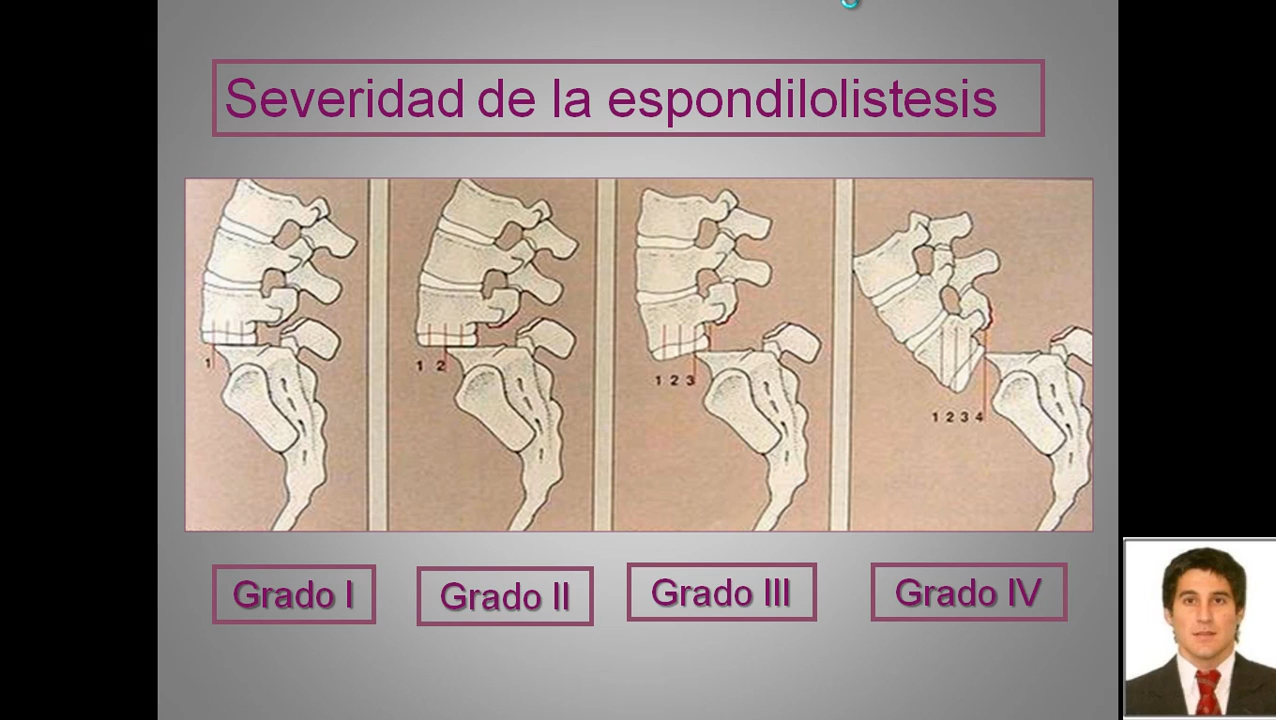 Severidad de la espondilolistesis
1
1 2
1 2 3
1 2 3 4
Grado I
Grado II
Grado III
Grado IV